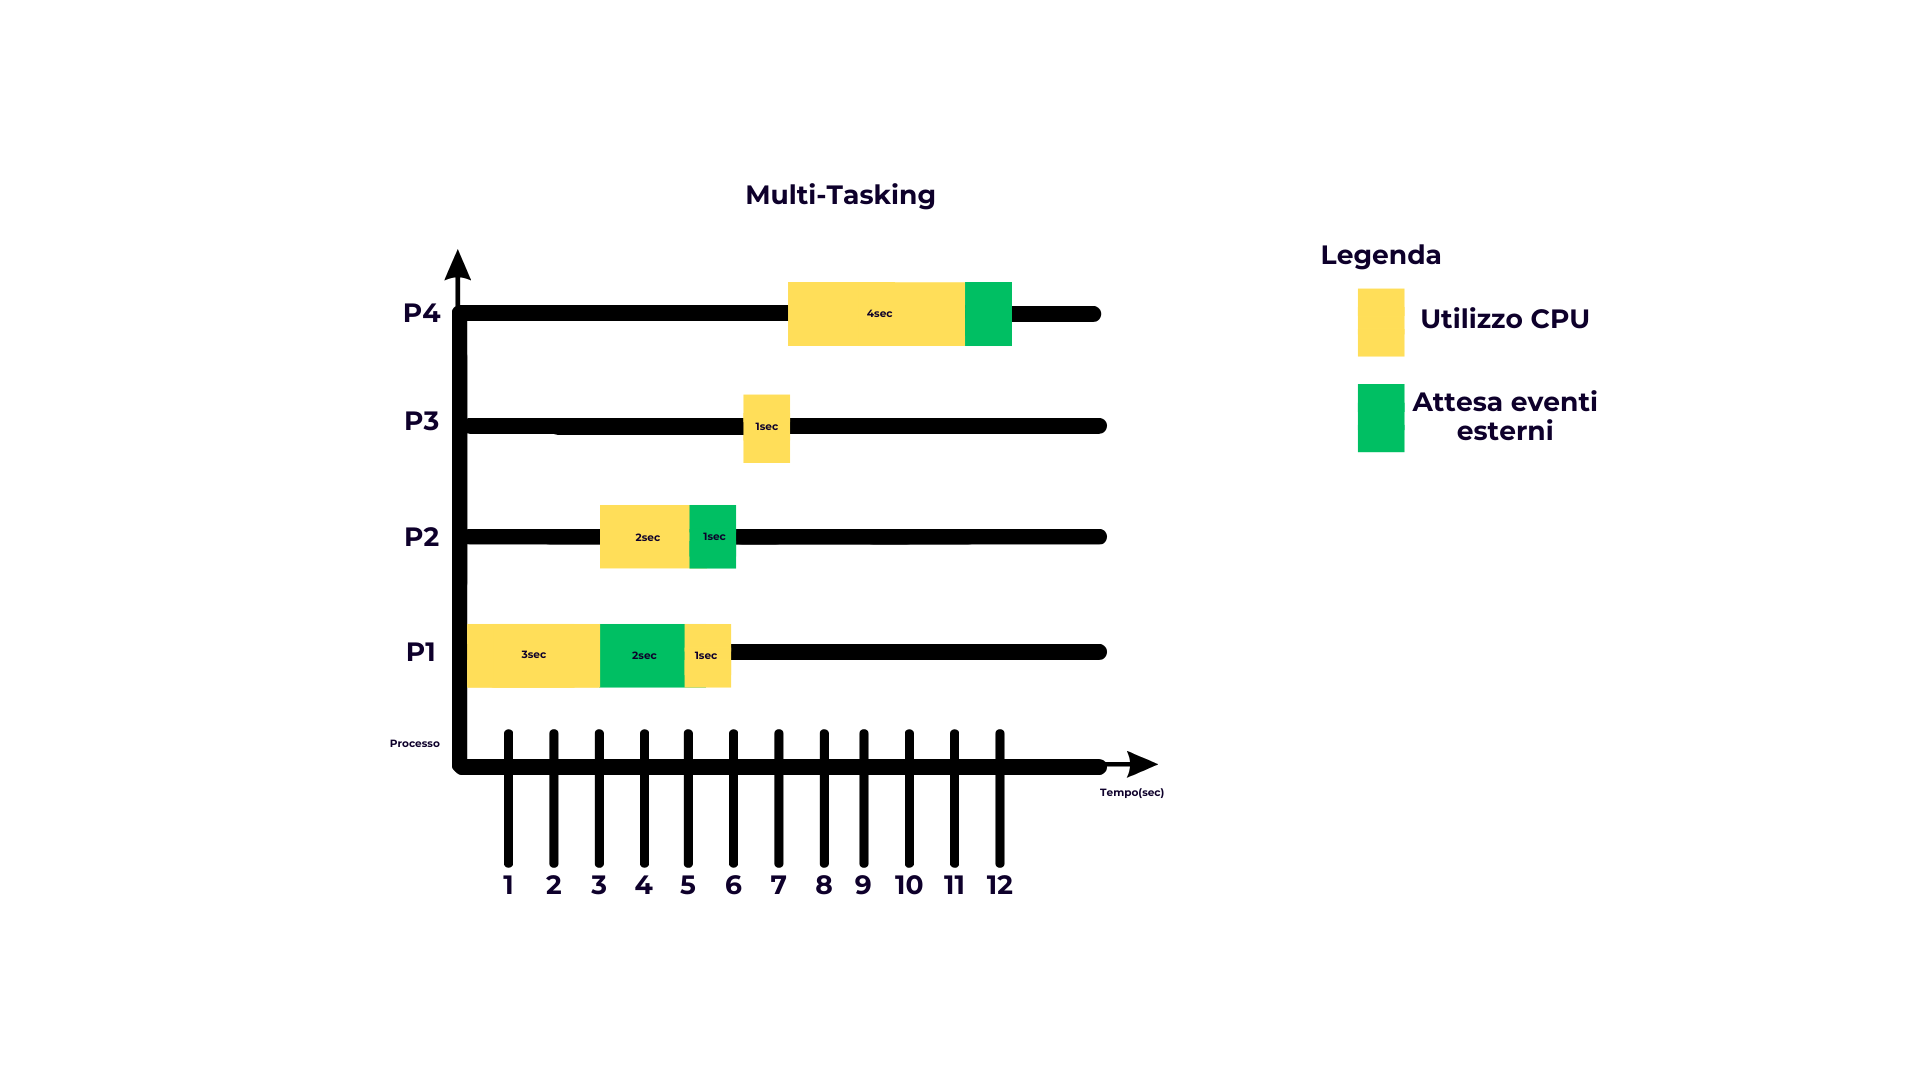 Multi-Tasking
Legenda
Utilizzo CPU
Attesa eventi
esterni
P4
4sec
P3
1sec
P2
2sec
1sec
P1
3sec
2sec
1sec
Processo
Tempo(sec)
1 2 3 4 5 6 7 8 9 10 11 12